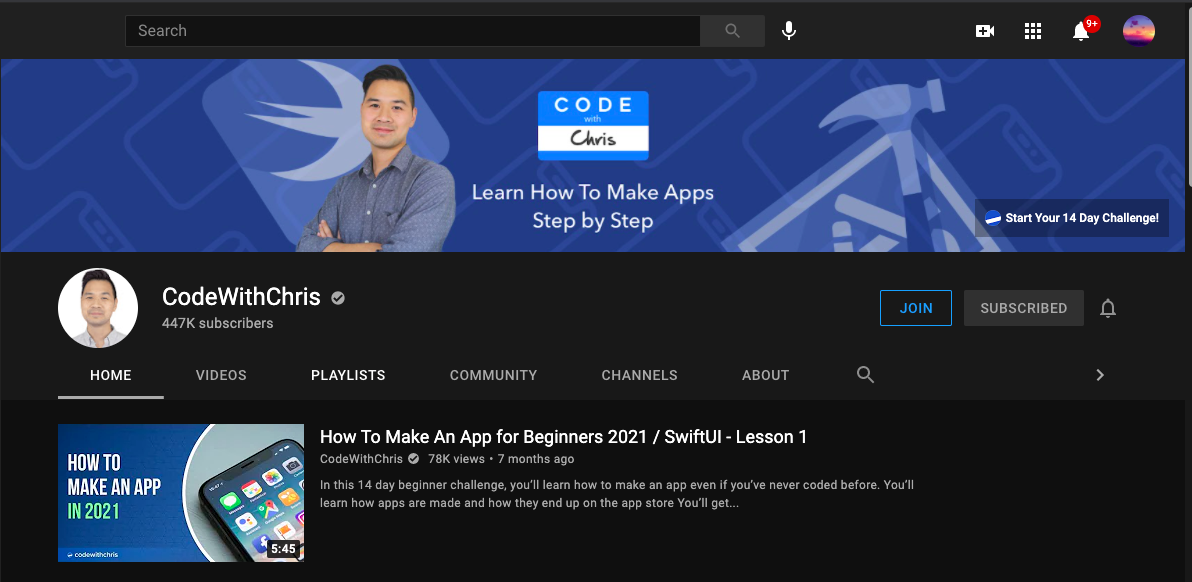 Search
9+
CODE
with
Chris
Learn How To Make Apps
Step by Step
Start Your 14 Day Challenge!
CodeWithChris
447K subscribers
JOIN
SUBSCRIBED
HOME
VIDEOS
PLAYLISTS
COMMUNITY
CHANNELS
ABOUT
HOW TO
MAKE AN APP
IN 2021
codewithchris
5:45
How To Make An App for Beginners 2021 / SwiftUI - Lesson 1
CodeWithChris 78K views • 7 months ago
In this 14 day beginner challenge, you'll learn how to make an app even if you've never coded before. You'll
learn how apps are made and how they end up on the app store You'll get...